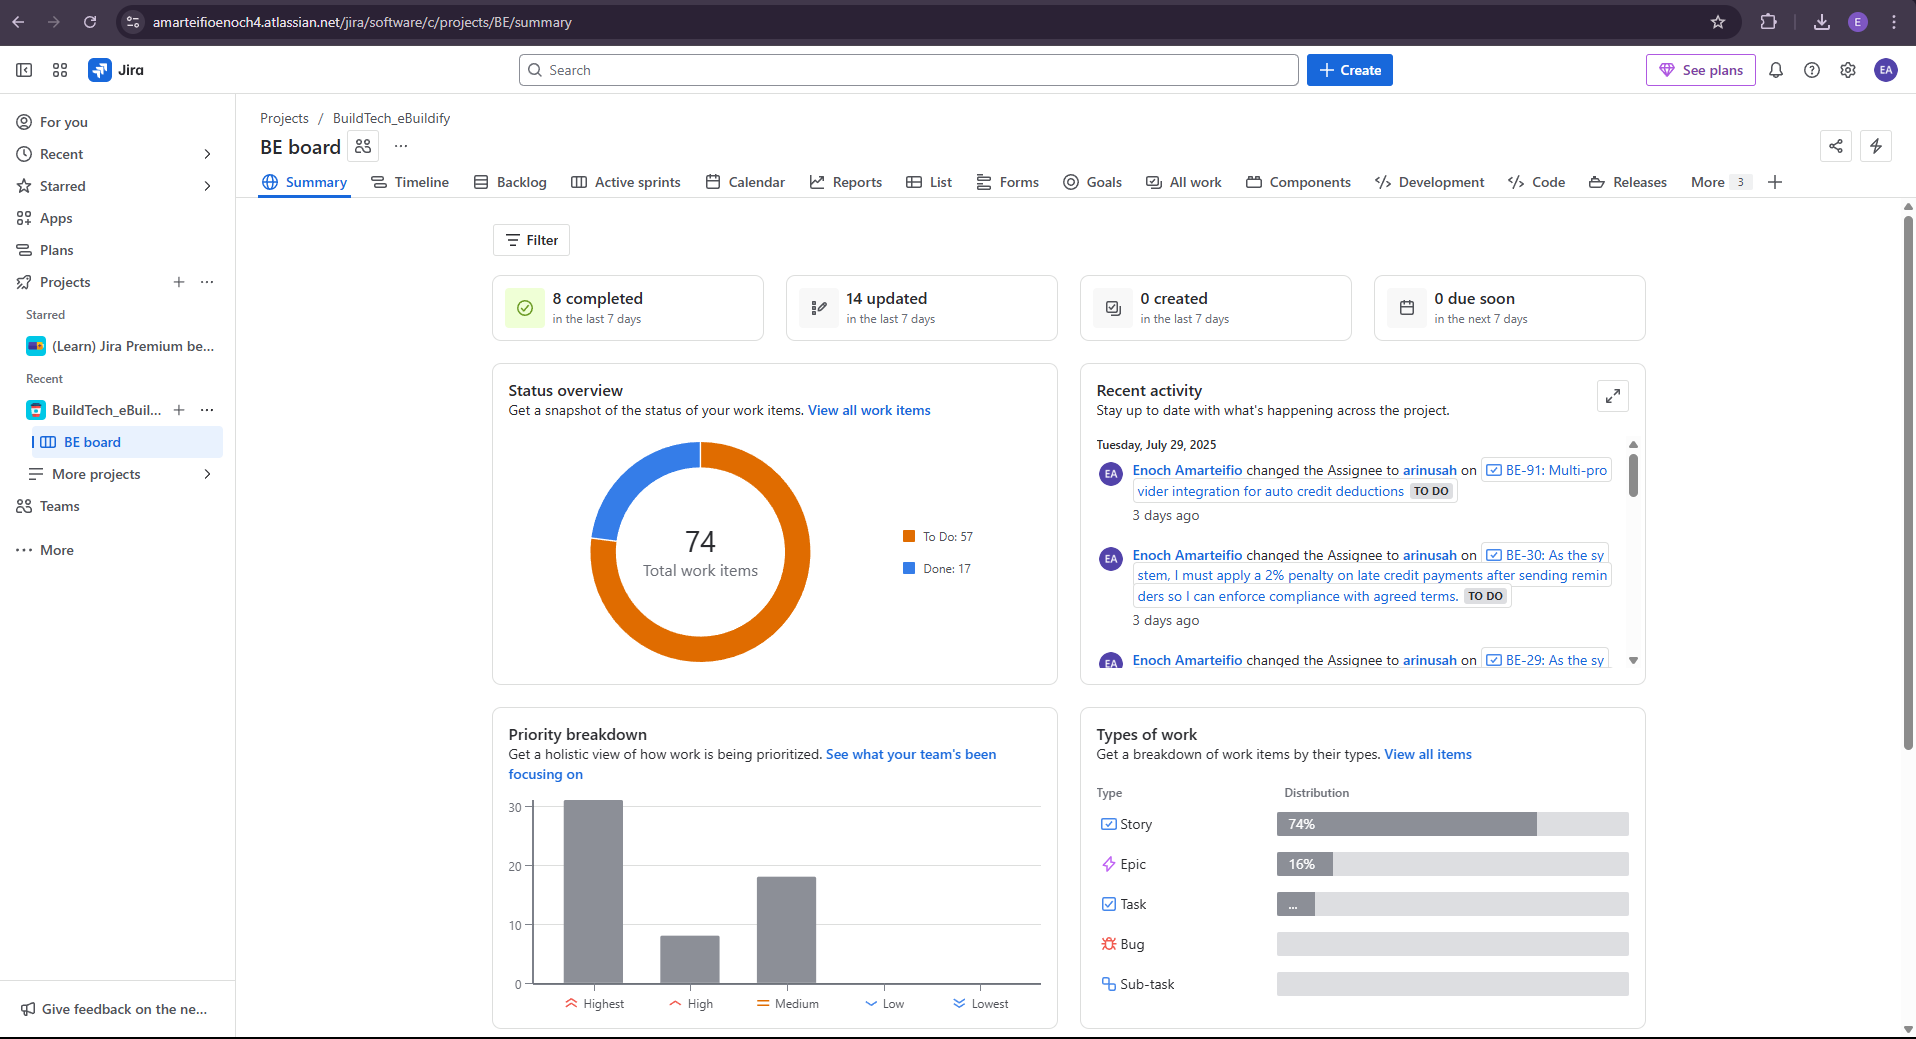 amarteifioenoch4.atlassian.net/jira/software/c/projects/BE/summary
E
Jira
Search
+ Create
See plans
EA
For you
Recent
Starred
Apps
Plans
Projects
Starred
(Learn) Jira Premium be...
Recent
BuildTech_eBuil...
BE board
More projects
Teams
More
Give feedback on the ne...
Projects / BuildTech_eBuildify
BE board
Summary Timeline Backlog Active sprints Calendar Reports List Forms Goals All work Components Development Code Releases More 3
Filter
8 completed
in the last 7 days
14 updated
in the last 7 days
0 created
in the last 7 days
0 due soon
in the next 7 days
Status overview
Get a snapshot of the status of your work items. View all work items
74
Total work items
To Do: 57
Done: 17
Recent activity
Stay up to date with what's happening across the project.
Tuesday, July 29, 2025
EA
Enoch Amarteifio changed the Assignee to arinusah on BE-91: Multi-pro
vider integration for auto credit deductions TO DO
3 days ago
EA
Enoch Amarteifio changed the Assignee to arinusah on BE-30: As the sy
stem, I must apply a 2% penalty on late credit payments after sending remin
ders so I can enforce compliance with agreed terms. TO DO
3 days ago
EA
Enoch Amarteifio changed the Assignee to arinusah on BE-29: As the sy
Priority breakdown
Get a holistic view of how work is being prioritized. See what your team's been
focusing on
30
20
10
0
Highest High Medium Low Lowest
Types of work
Get a breakdown of work items by their types. View all items
Type Distribution
Story 74%
Epic 16%
Task ...
Bug
Sub-task